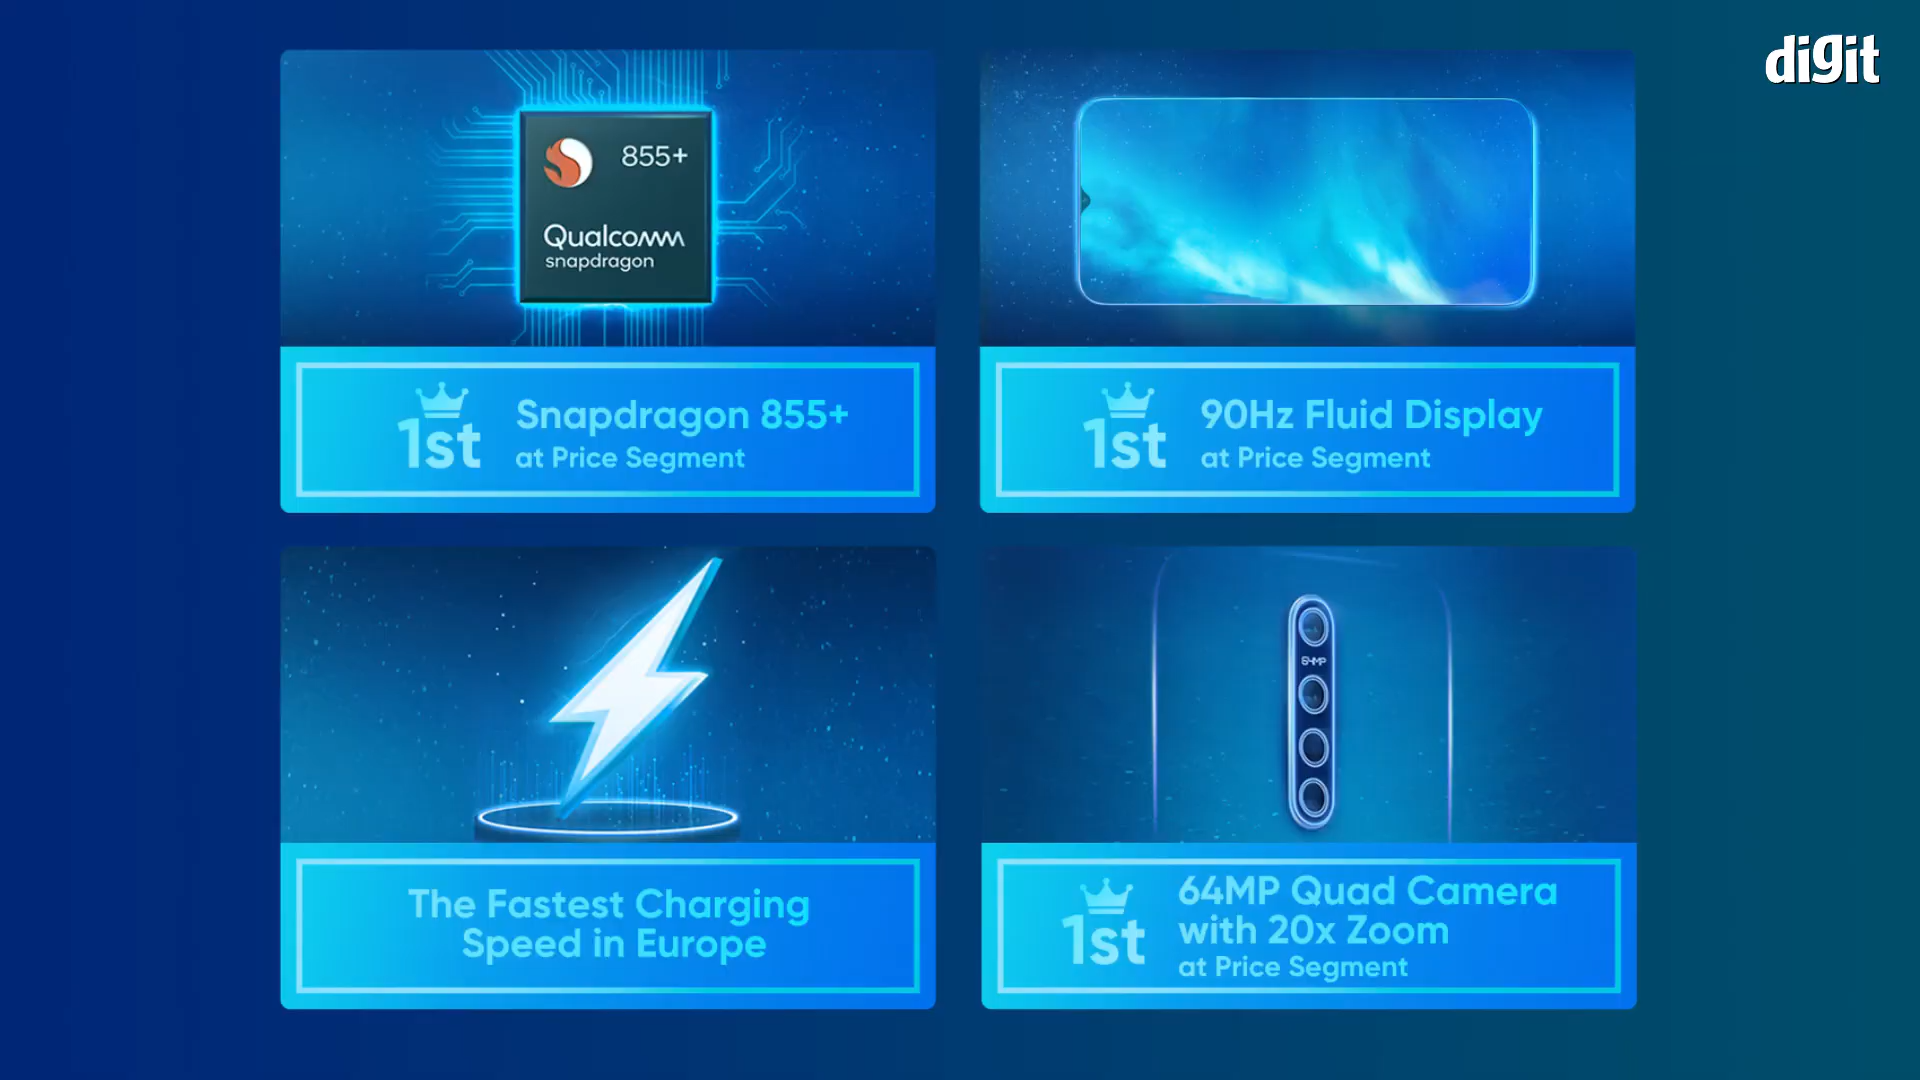 digit
855+
Qualcomm
snapdragon
1st
Snapdragon 855+
at Price Segment
1st
90Hz Fluid Display
at Price Segment
The Fastest Charging
Speed in Europe
64MP
1st
64MP Quad Camera
with 20x Zoom
at Price Segment